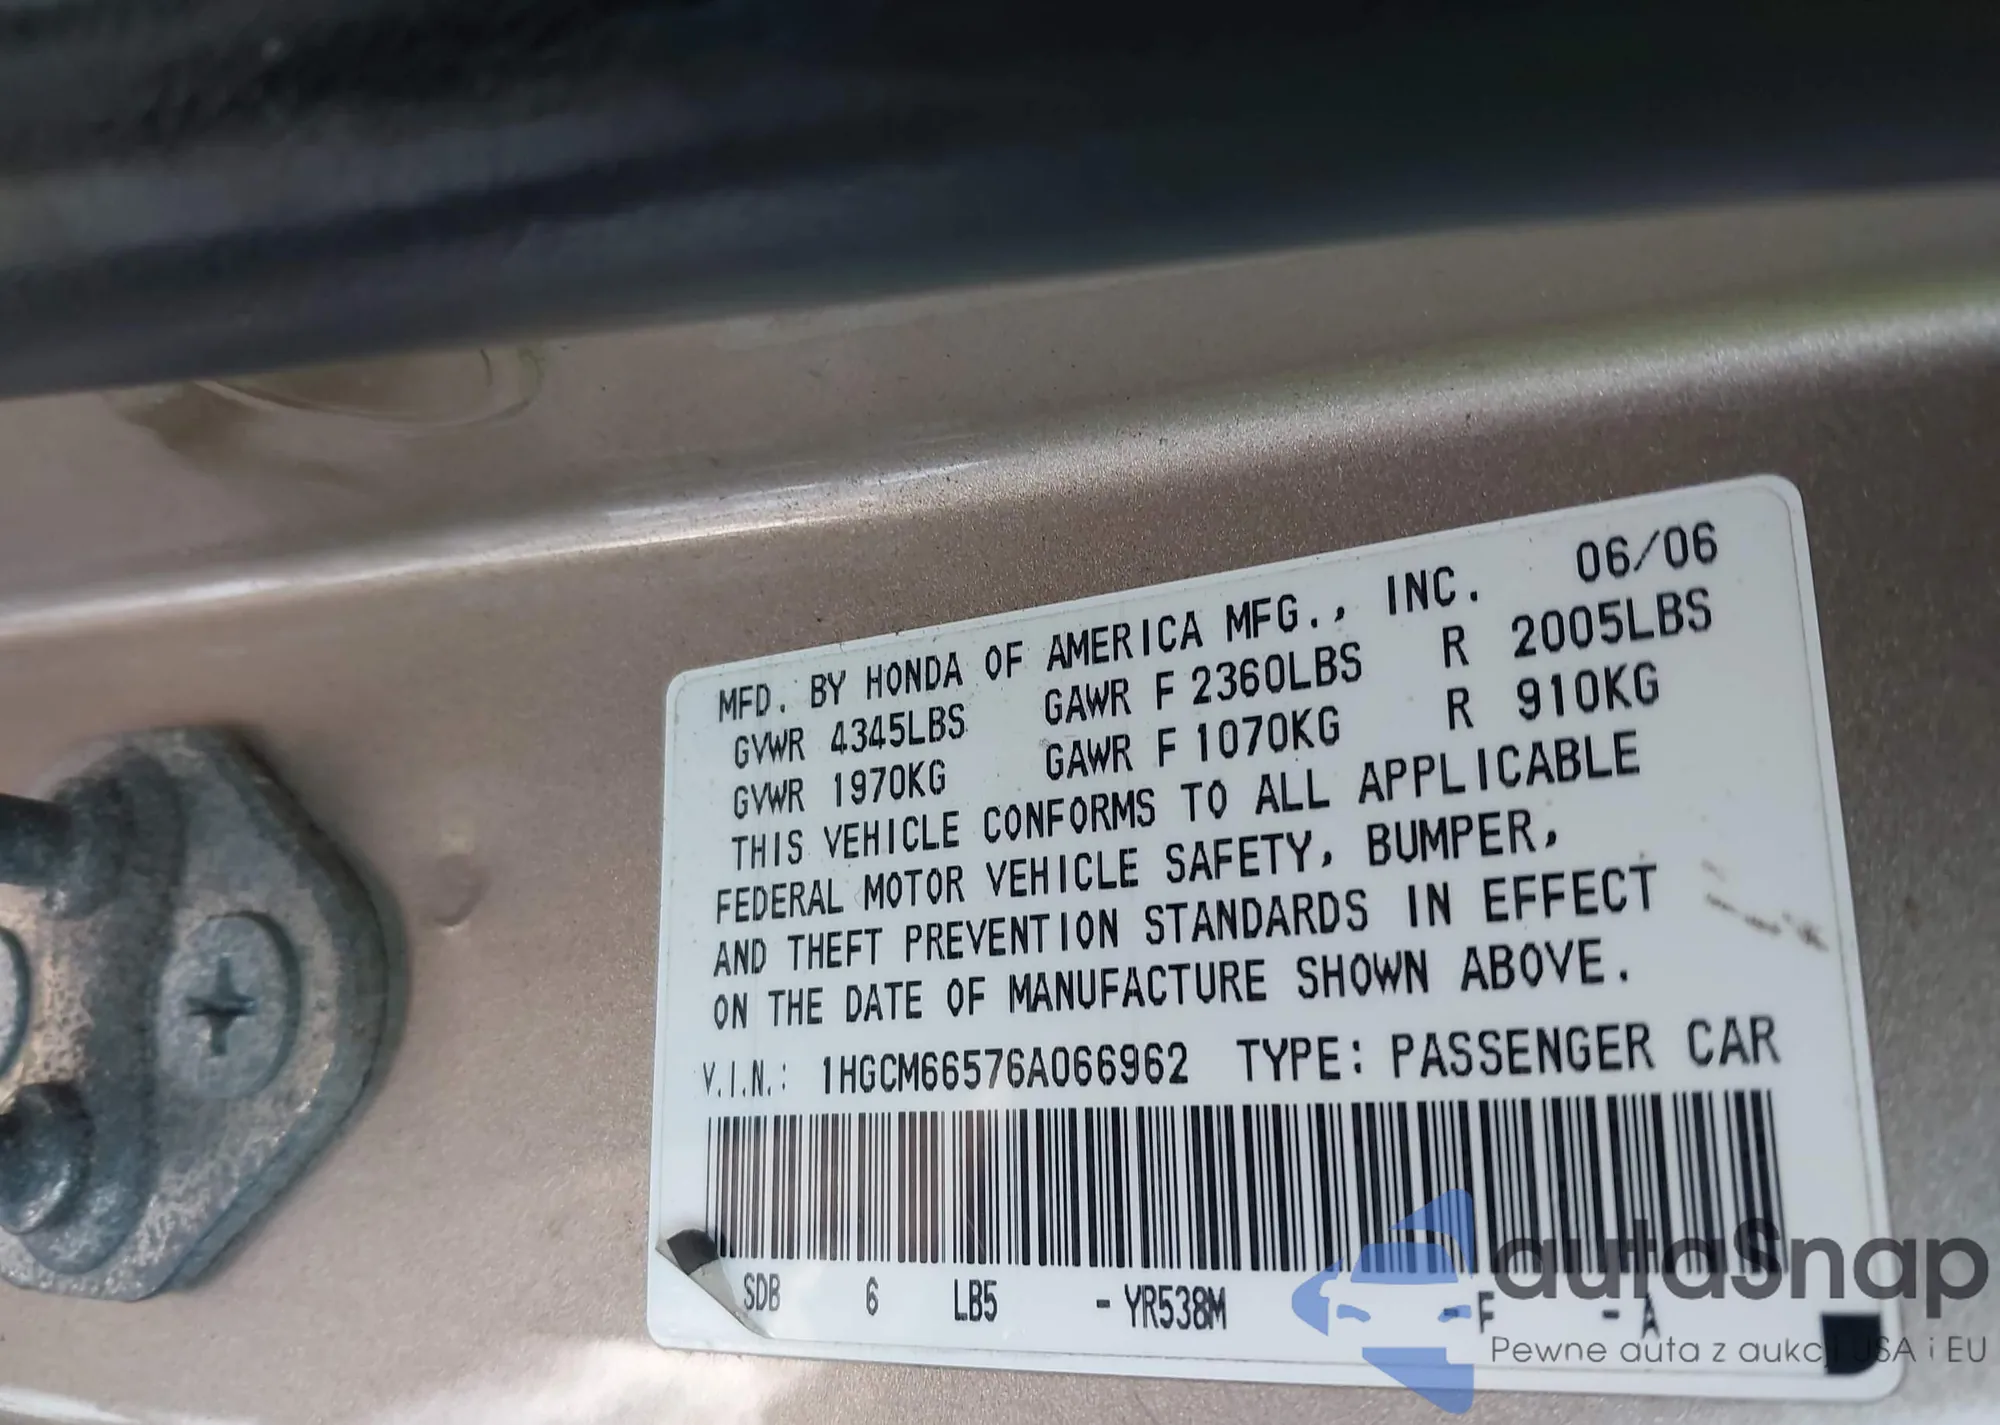 MFD. BY HONDA OF AMERICA MFG., INC. 06/06
GVWR 4345LBS GAWR F 2360LBS R 2005LBS
GVWR 1970KG GAWR F 1070KG R 910KG
THIS VEHICLE CONFORMS TO ALL APPLICABLE
FEDERAL MOTOR VEHICLE SAFETY, BUMPER,
AND THEFT PREVENTION STANDARDS IN EFFECT
ON THE DATE OF MANUFACTURE SHOWN ABOVE.
V.I.N.: 1HGCM66576A066962 TYPE: PASSENGER CAR
SDB 6 LB5 - YR538M - F - A
autaSnap
Pewne auta z aukcji USA i EU